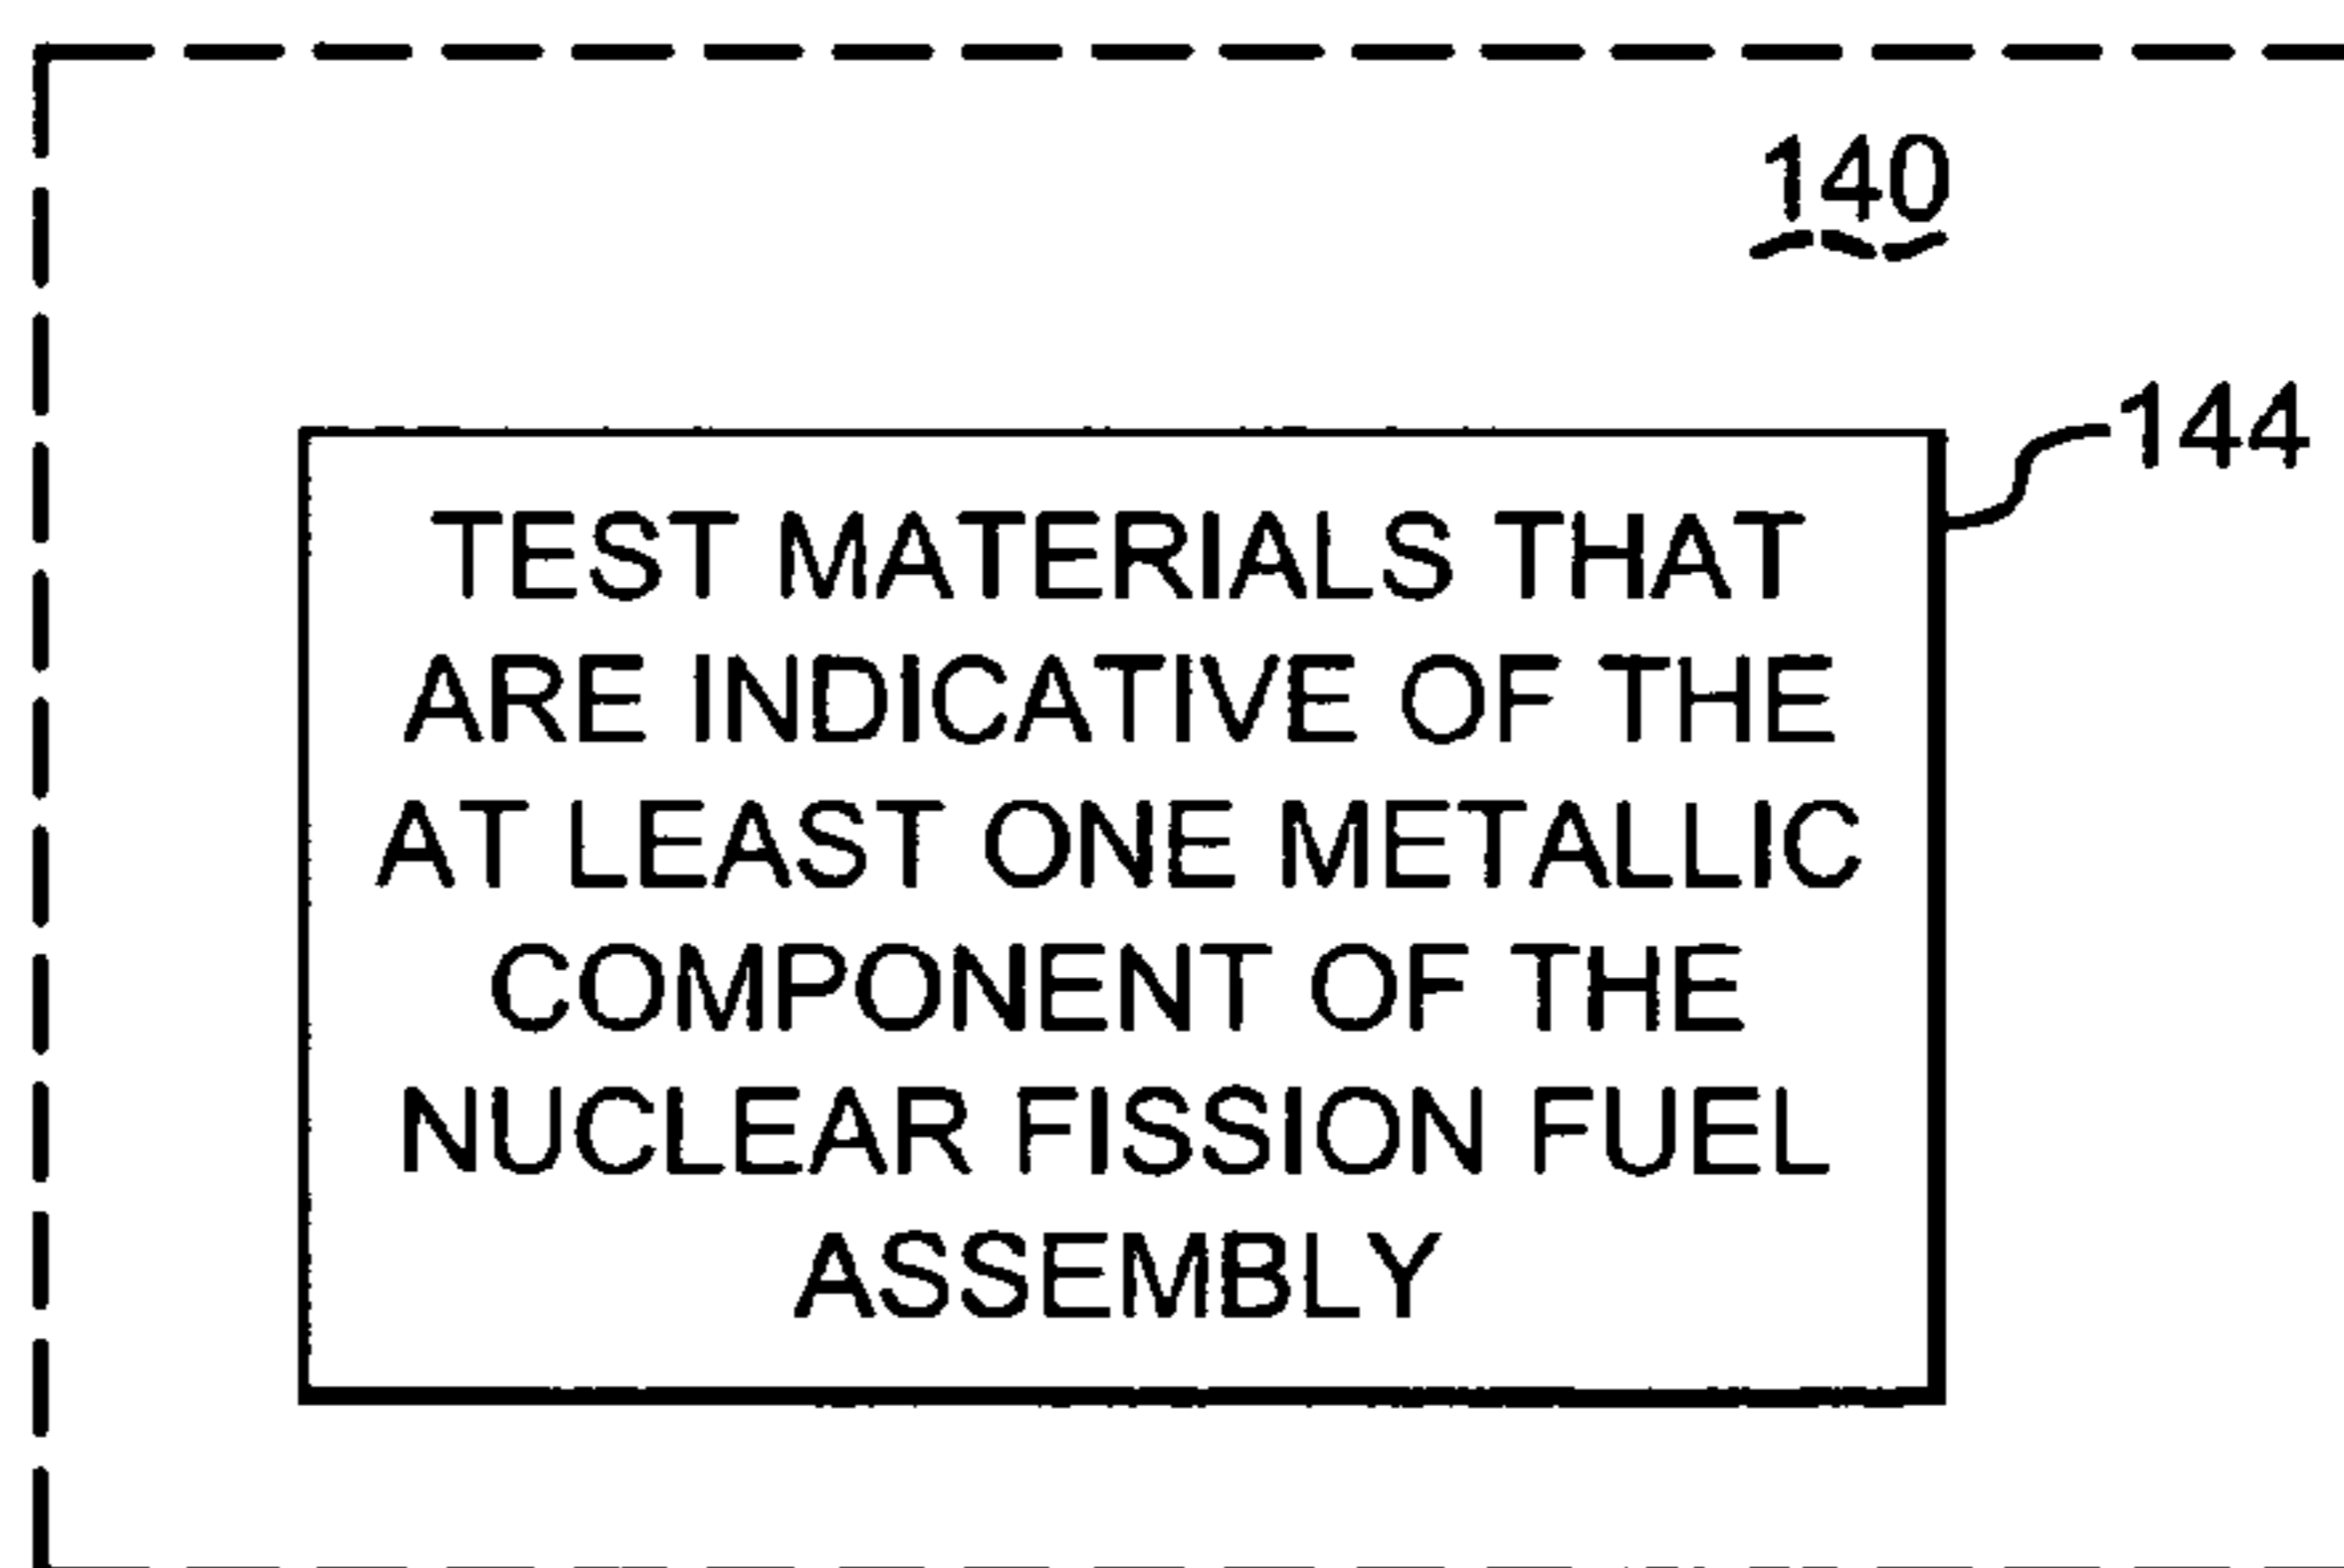 140
144
TEST MATERIALS THAT
ARE INDICATIVE OF THE
AT LEAST ONE METALLIC
COMPONENT OF THE
NUCLEAR FISSION FUEL
ASSEMBLY